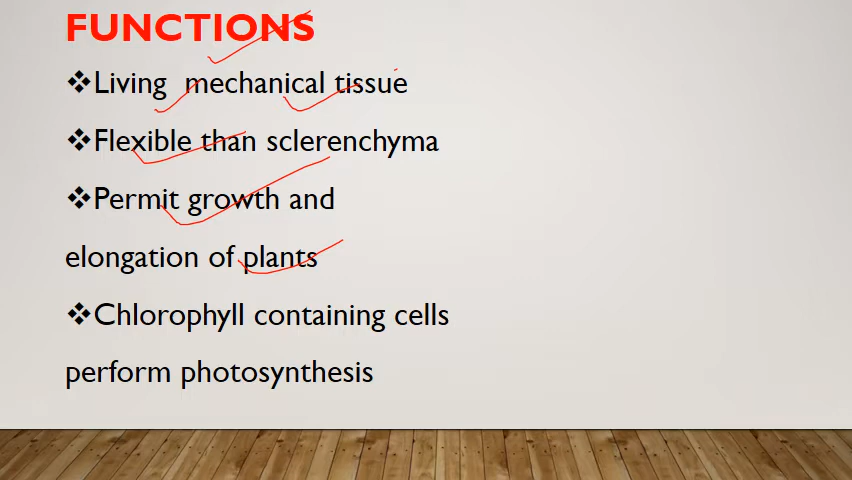 FUNCTIONS
❖Living mechanical tissue
❖Flexible than sclerenchyma
❖Permit growth and
elongation of plants
❖Chlorophyll containing cells
perform photosynthesis